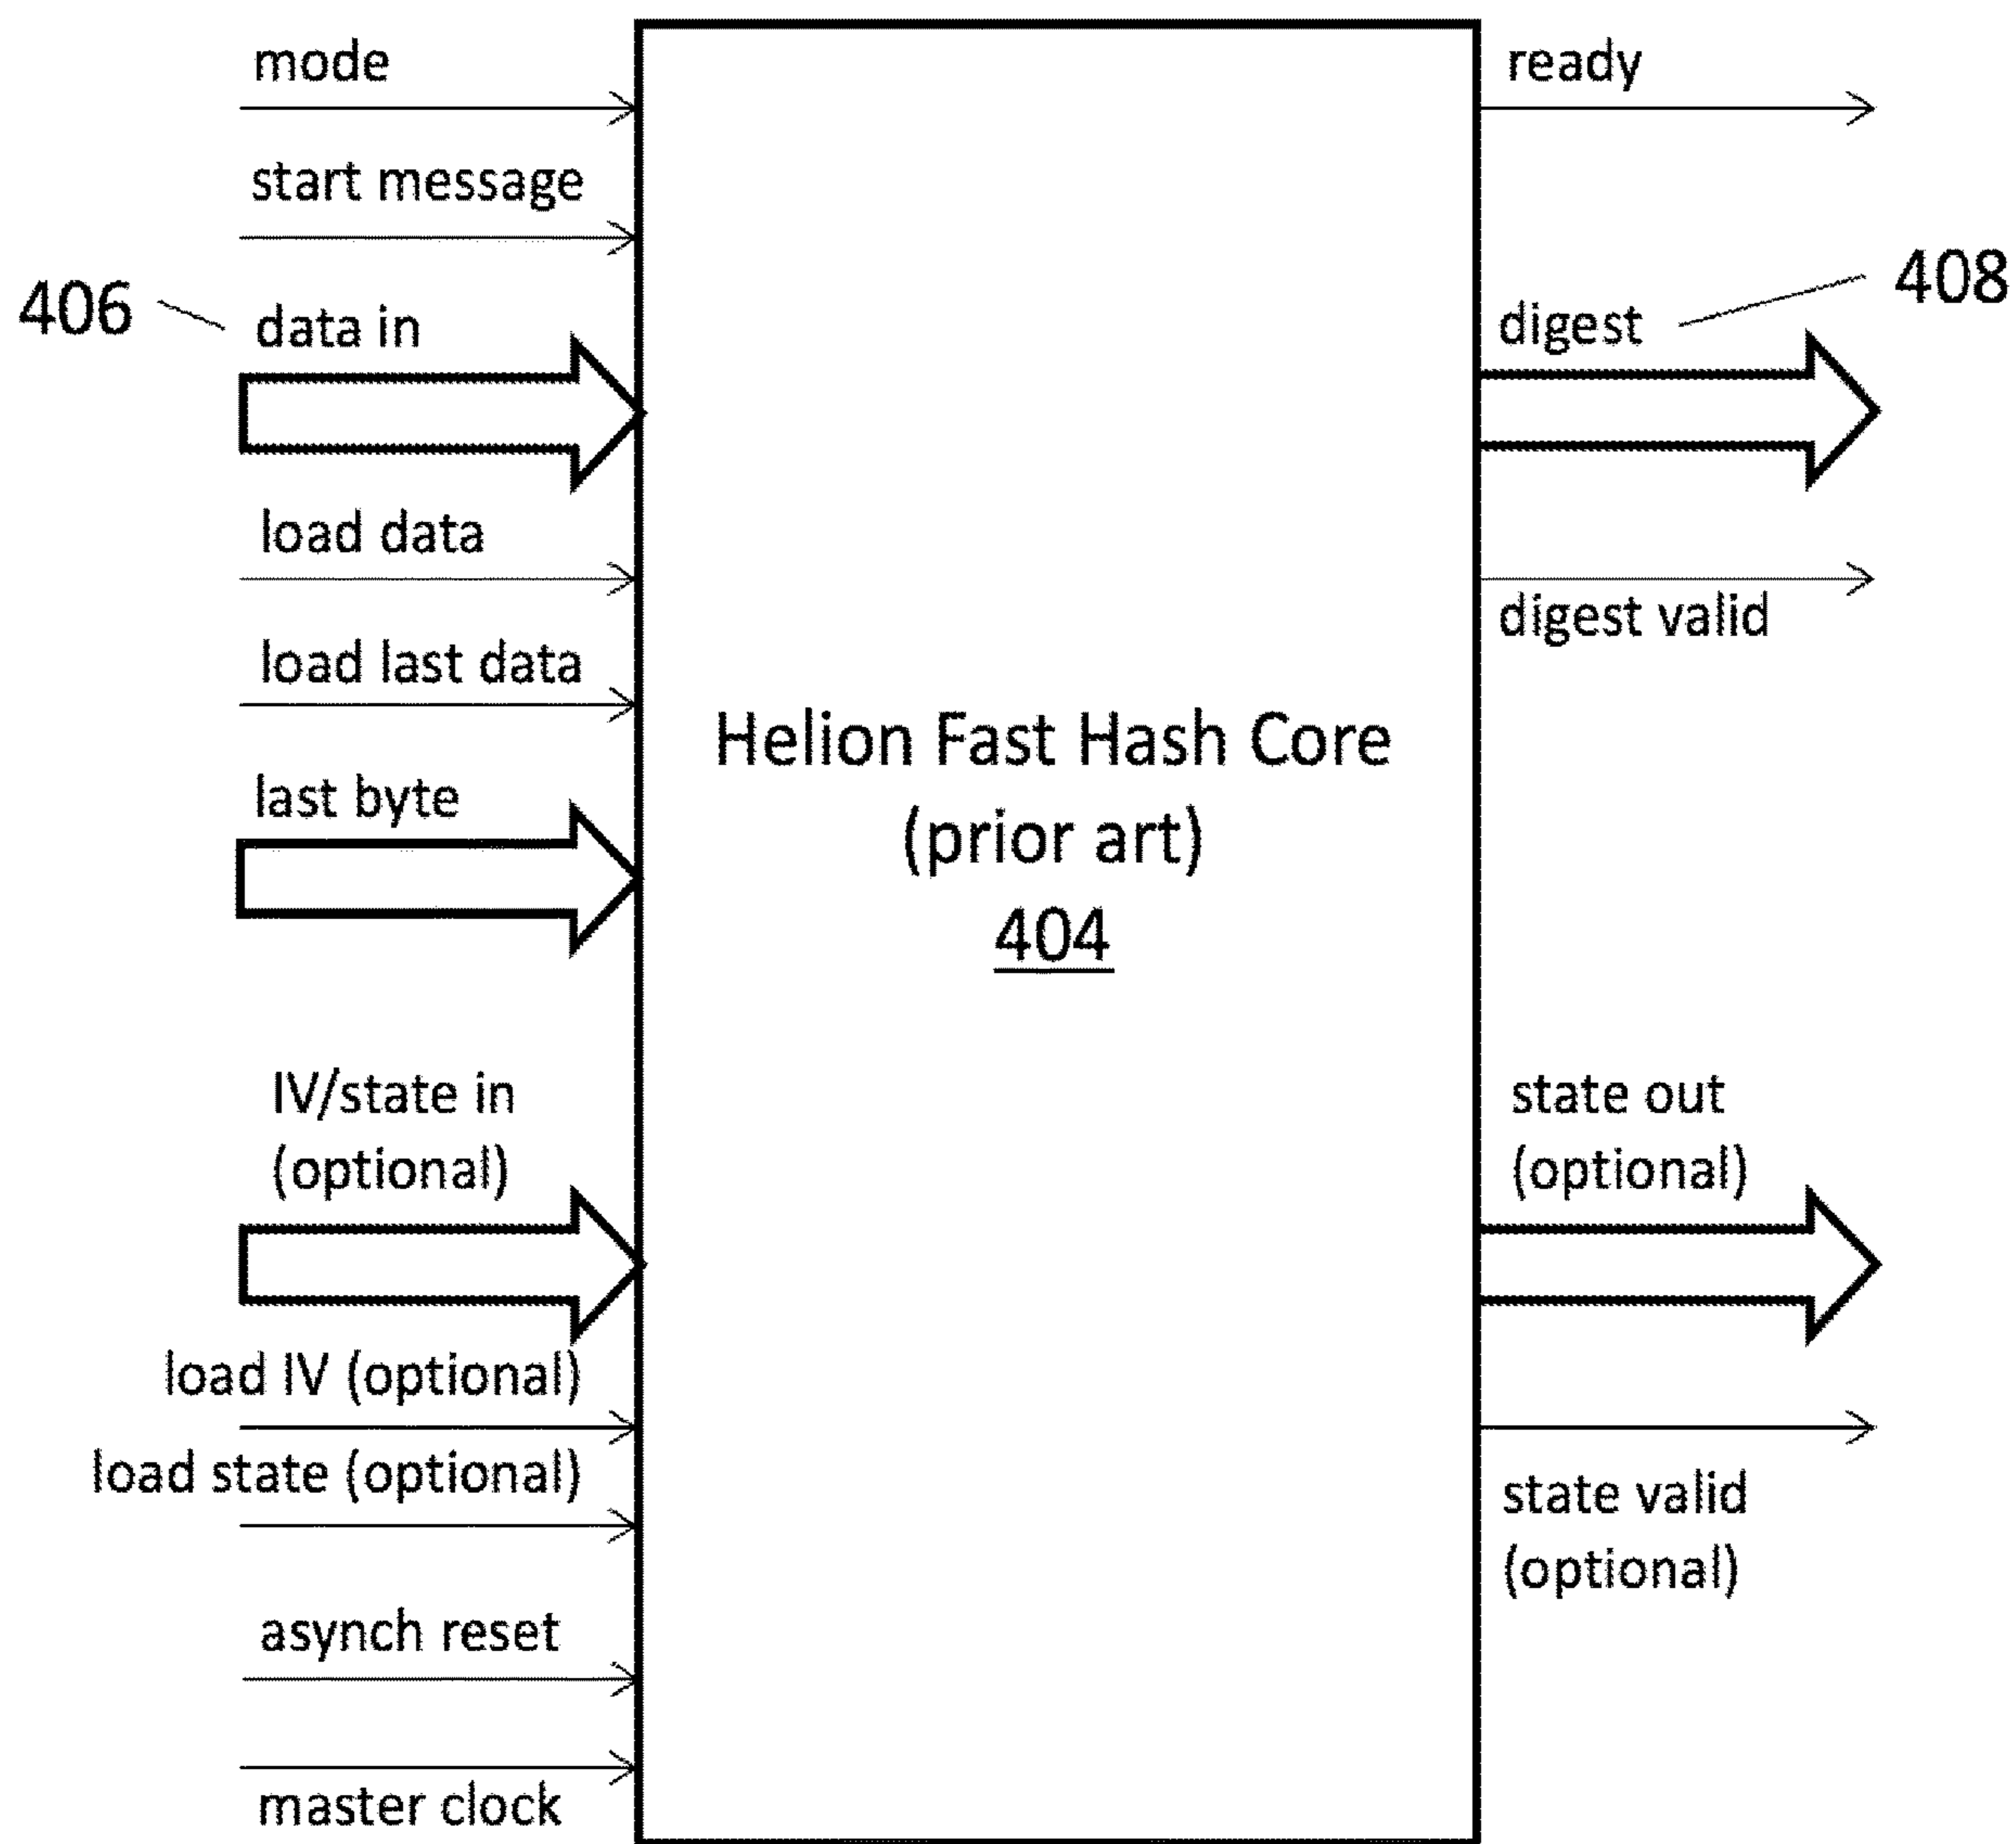 mode
start message
406
data in
load data
load last data
last byte
IV/state in
(optional)
load IV (optional)
load state (optional)
asynch reset
master clock
Helion Fast Hash Core
(prior art)
404
ready
408
digest
digest valid
state out
(optional)
state valid
(optional)